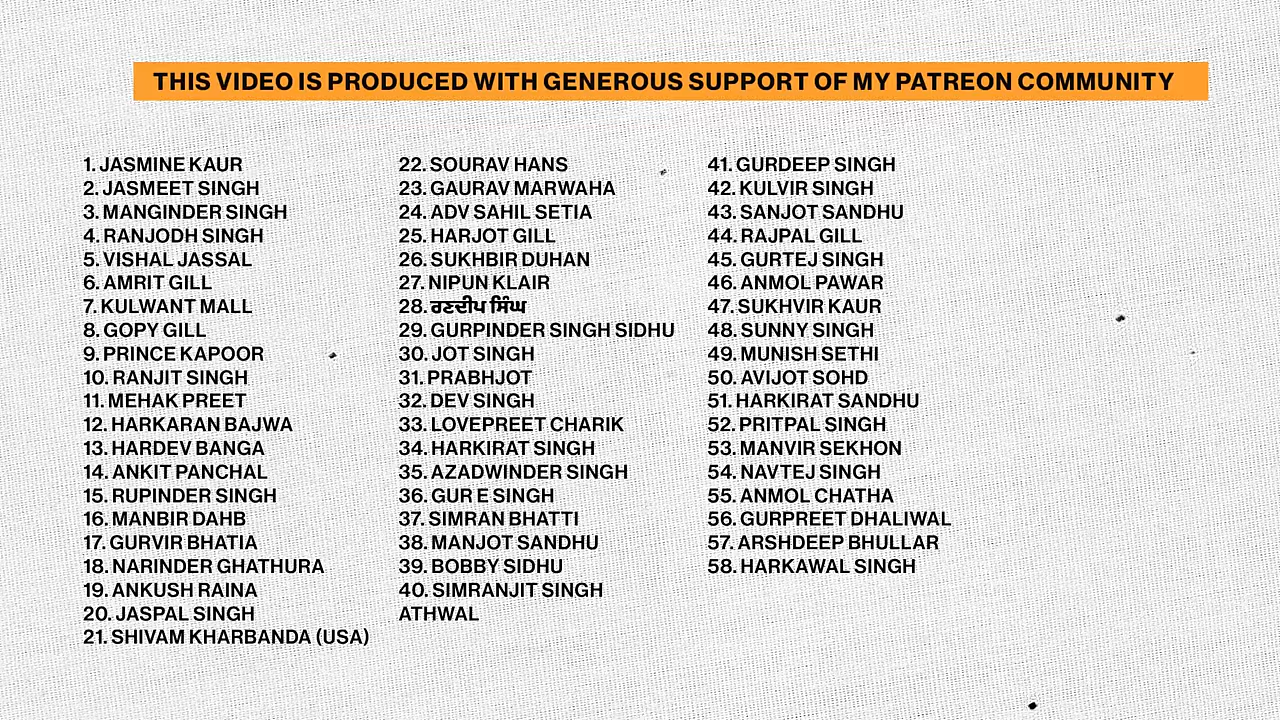 THIS VIDEO IS PRODUCED WITH GENEROUS SUPPORT OF MY PATREON COMMUNITY
1. JASMINE KAUR
2. JASMEET SINGH
3. MANGINDER SINGH
4. RANJODH SINGH
5. VISHAL JASSAL
6. AMRIT GILL
7. KULWANT MALL
8. GOPY GILL
9. PRINCE KAPOOR
10. RANJIT SINGH
11. MEHAK PREET
12. HARKARAN BAJWA
13. HARDEV BANGA
14. ANKIT PANCHAL
15. RUPINDER SINGH
16. MANBIR DAHB
17. GURVIR BHATIA
18. NARINDER GHATHURA
19. ANKUSH RAINA
20. JASPAL SINGH
21. SHIVAM KHARBANDA (USA)
22. SOURAV HANS
23. GAURAV MARWAHA
24. ADV SAHIL SETIA
25. HARJOT GILL
26. SUKHBIR DUHAN
27. NIPUN KLAIR
28. ਰਣਦੀਪ ਸਿੰਘ
29. GURPINDER SINGH SIDHU
30. JOT SINGH
31. PRABHJOT
32. DEV SINGH
33. LOVEPREET CHARIK
34. HARKIRAT SINGH
35. AZADWINDER SINGH
36. GUR E SINGH
37. SIMRAN BHATTI
38. MANJOT SANDHU
39. BOBBY SIDHU
40. SIMRANJIT SINGH
ATHWAL
41. GURDEEP SINGH
42. KULVIR SINGH
43. SANJOT SANDHU
44. RAJPAL GILL
45. GURTEJ SINGH
46. ANMOL PAWAR
47. SUKHVIR KAUR
48. SUNNY SINGH
49. MUNISH SETHI
50. AVIJOT SOHD
51. HARKIRAT SANDHU
52. PRITPAL SINGH
53. MANVIR SEKHON
54. NAVTEJ SINGH
55. ANMOL CHATHA
56. GURPREET DHALIWAL
57. ARSHDEEP BHULLAR
58. HARKAWAL SINGH